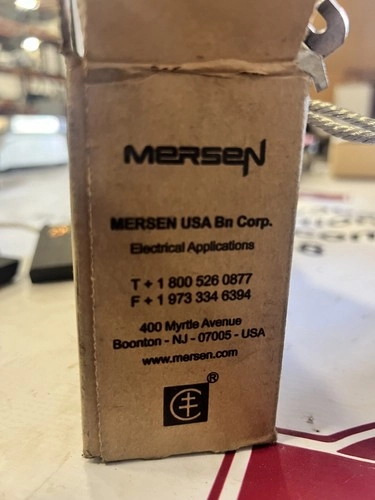 MERSEN
MERSEN USA Bn Corp.
Electrical Applications
T + 1 800 526 0877
F + 1 973 334 6394
400 Myrtle Avenue
Boonton - NJ - 07005 - USA
www.mersen.com
®